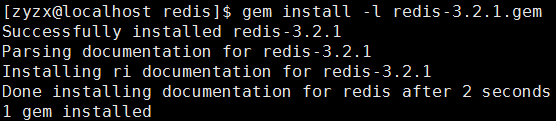 [zyzx@localhost redis]$ gem install -l redis-3.2.1.gem
Successfully installed redis-3.2.1
Parsing documentation for redis-3.2.1
Installing ri documentation for redis-3.2.1
Done installing documentation for redis after 2 seconds
1 gem installed